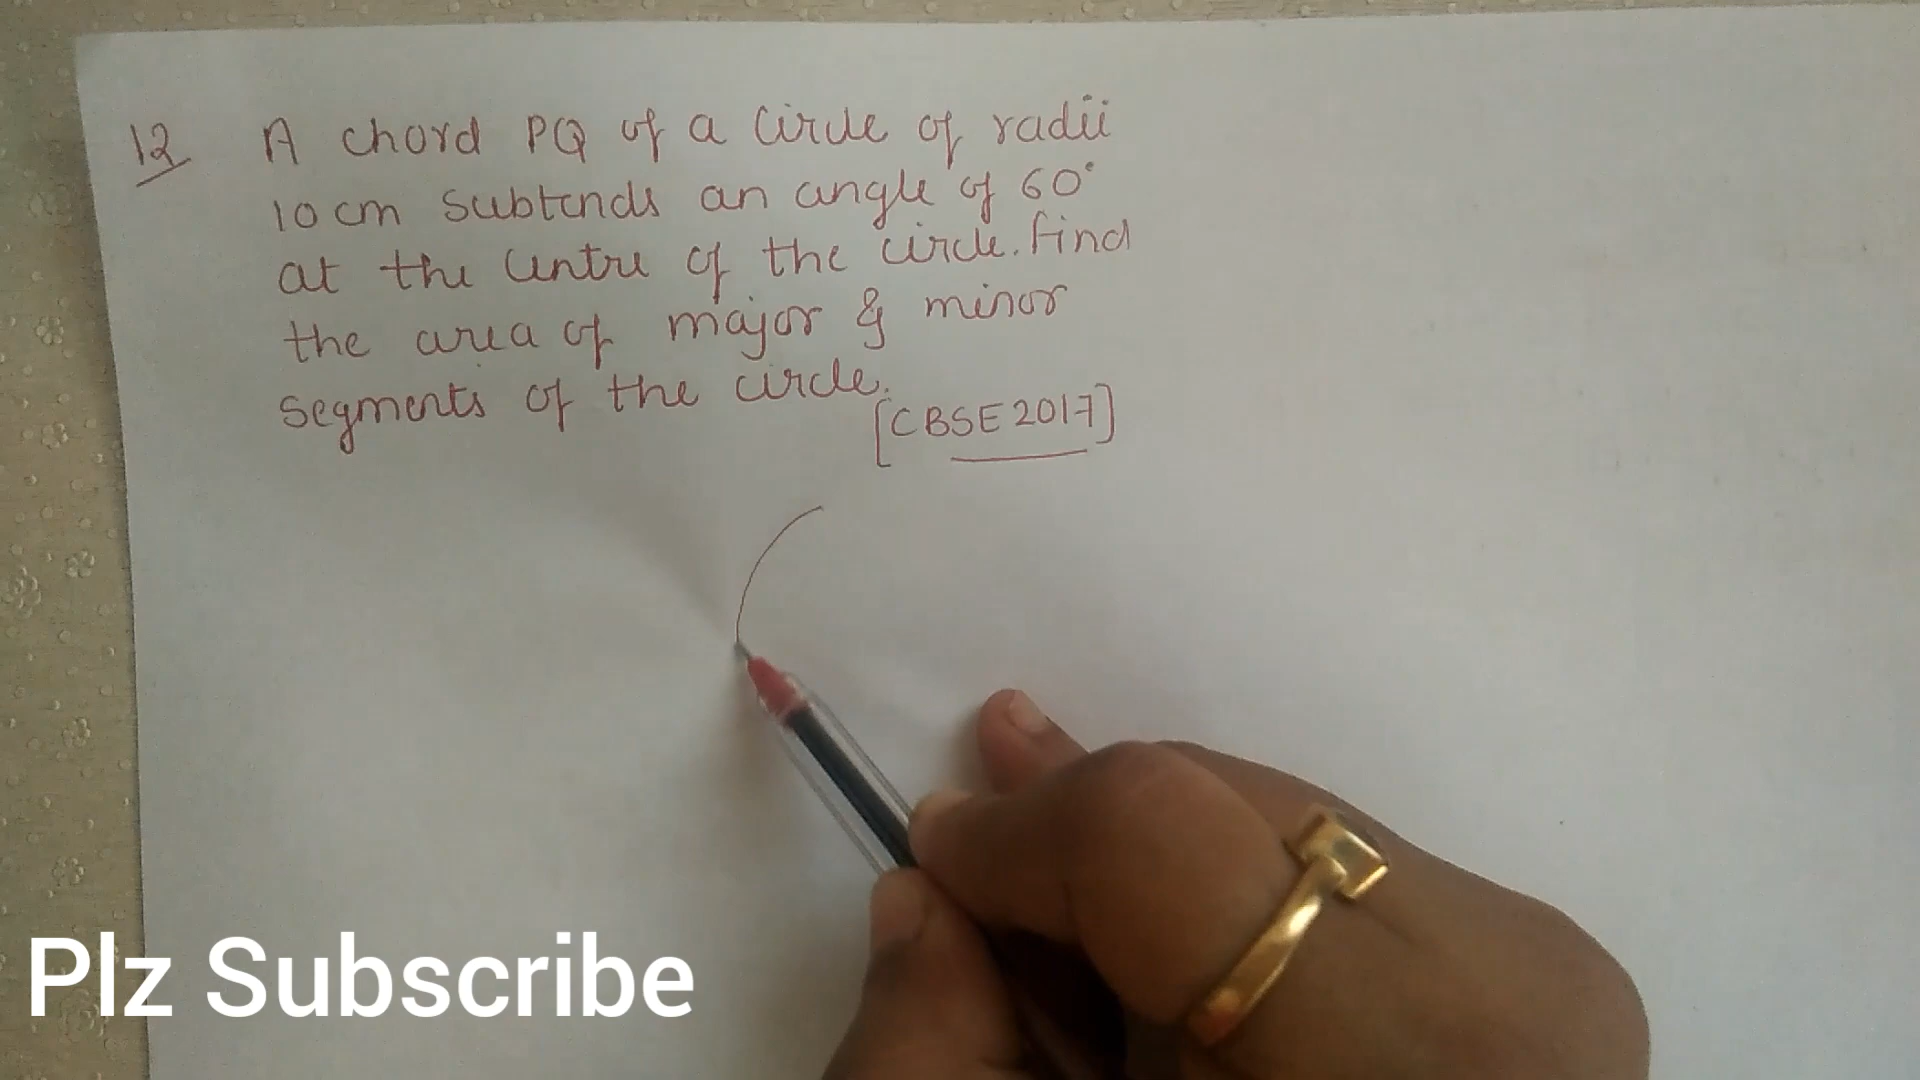 12 A chord PQ of a circle of radii
10 cm subtends an angle of 60°
at the centre of the circle. find
the area of major & minor
segments of the circle.
[CBSE 2017]
Plz Subscribe